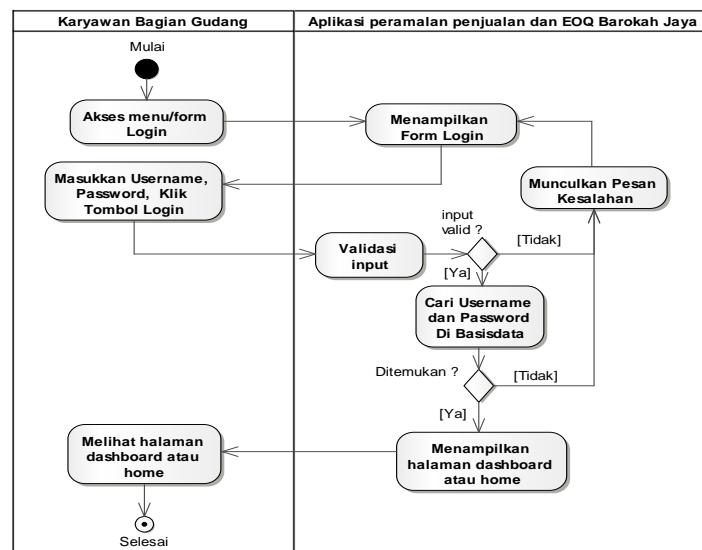 Karyawan Bagian Gudang
Aplikasi peramalan penjualan dan EOQ Barokah Jaya
Mulai
Akses menu/form
Login
Menampilkan
Form Login
Masukkan Username,
Password, Klik
Tombol Login
Munculkan Pesan
Kesalahan
Validasi
input
input
valid ?
[Tidak]
[Ya]
Cari Username
dan Password
Di Basisdata
Ditemukan ?
[Tidak]
[Ya]
Menampilkan
halaman dashboard
atau home
Melihat halaman
dashboard atau
home
Selesai